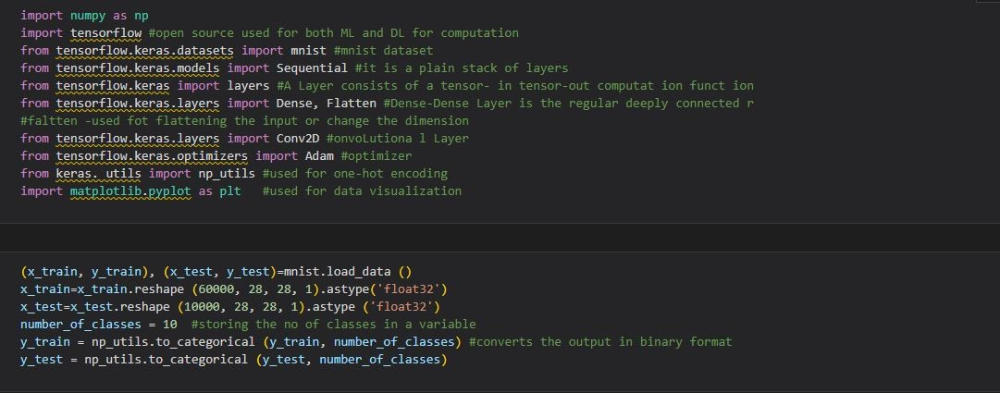 import numpy as np
import tensorflow #open source used for both ML and DL for computation
from tensorflow.keras.datasets import mnist #mnist dataset
from tensorflow.keras.models import Sequential #it is a plain stack of layers
from tensorflow.keras import layers #A Layer consists of a tensor- in tensor-out computat ion funct ion
from tensorflow.keras.layers import Dense, Flatten #Dense-Dense Layer is the regular deeply connected r
#faltten -used fot flattening the input or change the dimension
from tensorflow.keras.layers import Conv2D #onvoLutiona l Layer
from tensorflow.keras.optimizers import Adam #optimizer
from keras. utils import np_utils #used for one-hot encoding
import matplotlib.pyplot as plt   #used for data visualization
(x_train, y_train), (x_test, y_test)=mnist.load_data ()
x_train=x_train.reshape (60000, 28, 28, 1).astype('float32')
x_test=x_test.reshape (10000, 28, 28, 1).astype ('float32')
number_of_classes = 10  #storing the no of classes in a variable
y_train = np_utils.to_categorical (y_train, number_of_classes) #converts the output in binary format
y_test = np_utils.to_categorical (y_test, number_of_classes)